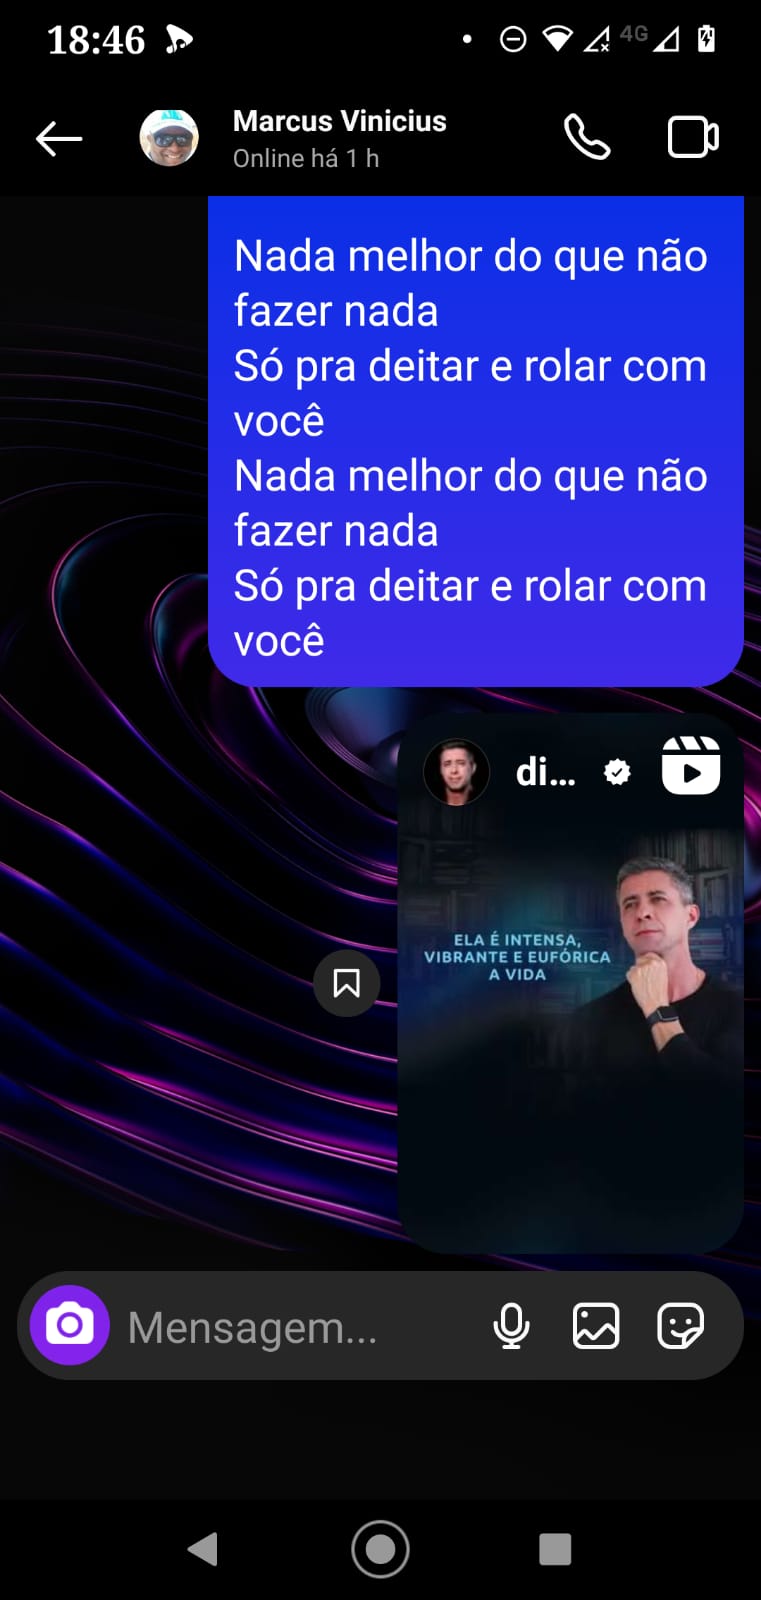 18:46
4G
Marcus Vinicius
Online há 1 h
Nada melhor do que não
fazer nada
Só pra deitar e rolar com
você
Nada melhor do que não
fazer nada
Só pra deitar e rolar com
você
di...
ELA É INTENSA,
VIBRANTE E EUFÓRICA
A VIDA
Mensagem...